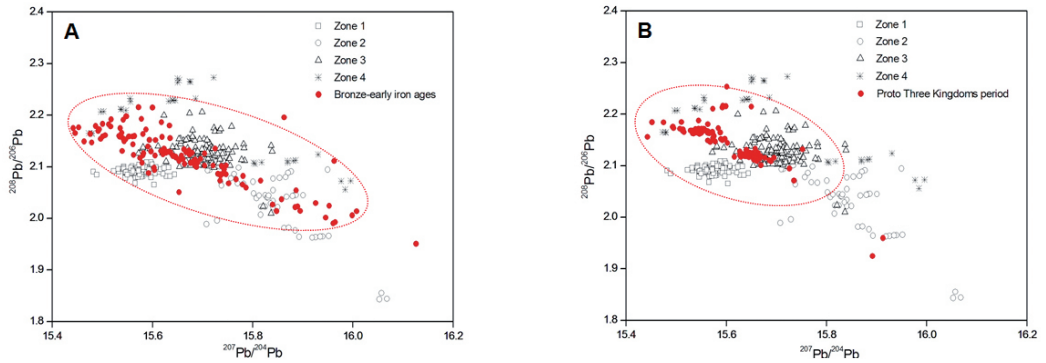 A
2.4
2.3
2.2
2.1
2.0
1.9
1.8
²⁰⁸Pb/²⁰⁶Pb
Zone 1
Zone 2
Zone 3
Zone 4
Bronze-early iron ages
15.4 15.6 15.8 16.0 16.2
²⁰⁷Pb/²⁰⁴Pb
B
2.4
2.3
2.2
2.1
2.0
1.9
1.8
²⁰⁸Pb/²⁰⁶Pb
Zone 1
Zone 2
Zone 3
Zone 4
Proto Three Kingdoms period
15.4 15.6 15.8 16.0 16.2
²⁰⁷Pb/²⁰⁴Pb